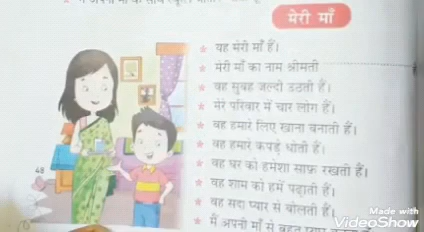 मेरी माँ
★ यह मेरी माँ हैं।
★ मेरी माँ का नाम श्रीमती
★ वह सुबह जल्दी उठती हैं।
★ मेरे परिवार में चार लोग हैं।
★ वह हमारे लिए खाना बनाती हैं।
★ वह हमारे कपड़े धोती हैं।
★ वह घर को हमेशा साफ़ रखती हैं।
★ वह शाम को हमें पढ़ाती हैं।
★ वह सदा प्यार से बोलती हैं।
★ मैं अपनी माँ से बहुत प्यार
48
Made with
VideoShow